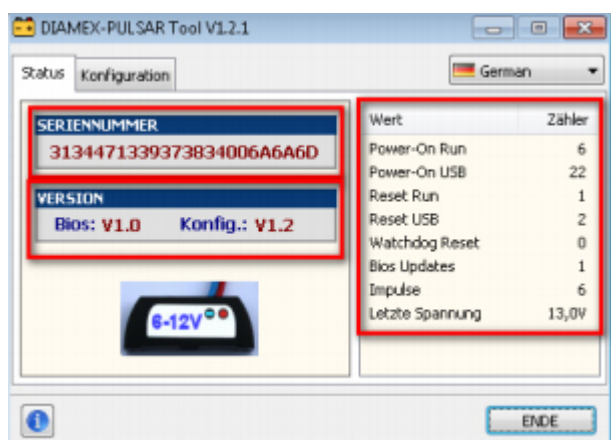 DIAMEX-PULSAR Tool V1.2.1
Status Konfiguration
German
SERIENNUMMER
3134471339373834006A6A6D
VERSION
Bios: V1.0 Konfig.: V1.2
6-12V
Wert Zähler
Power-On Run 6
Power-On USB 22
Reset Run 1
Reset USB 2
Watchdog Reset 0
Bios Updates 1
Impulse 6
Letzte Spannung 13,0V
ENDE